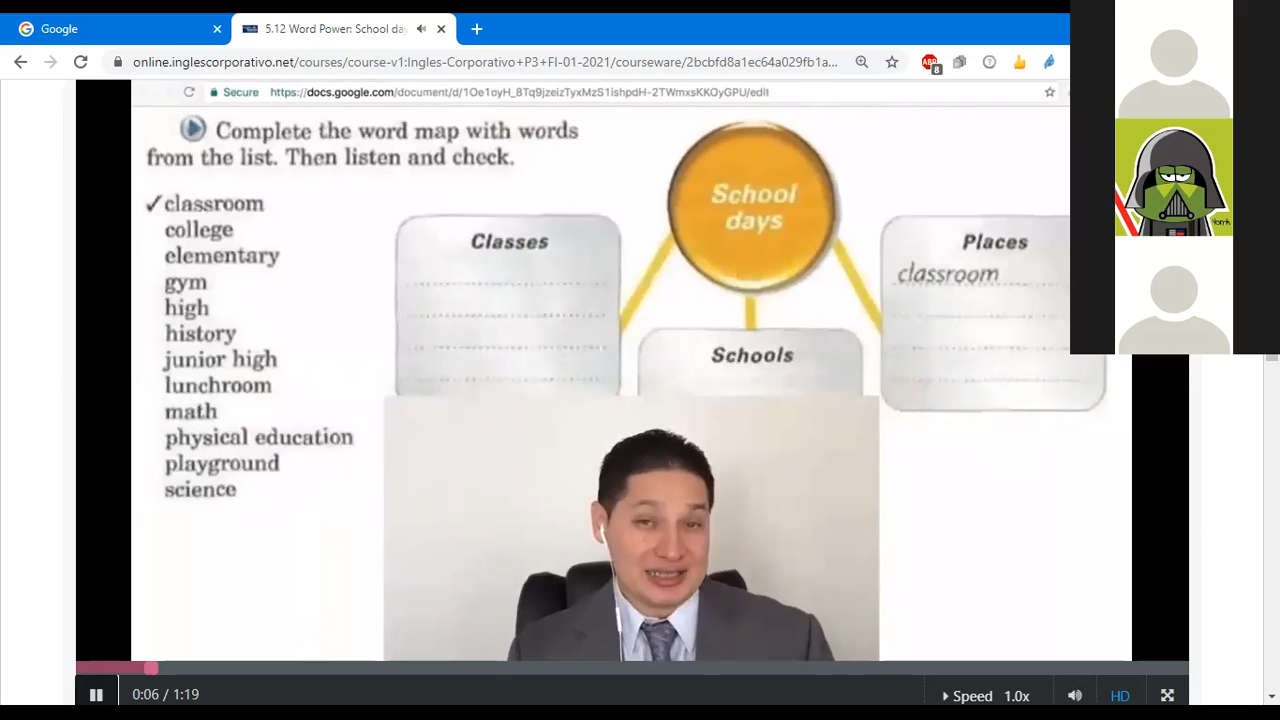 Google
5.12 Word Power: School da
online.inglescorporativo.net/courses/course-v1:Ingles-Corporativo+P3+FI-01-2021/courseware/2bcbfd8a1ec64a029fb1a...
ABP
8
Secure
https://docs.google.com/document/d/1Oe1oyH_8Tq9jzeizTyxMzS1ishpdH-2TWmxsKKOyGPU/edit
Complete the word map with words
from the list. Then listen and check.
✓classroom
college
elementary
gym
high
history
junior high
lunchroom
math
physical education
playground
science
School
days
Classes
Schools
Places
classroom
0:06 / 1:19
Speed 1.0x
HD